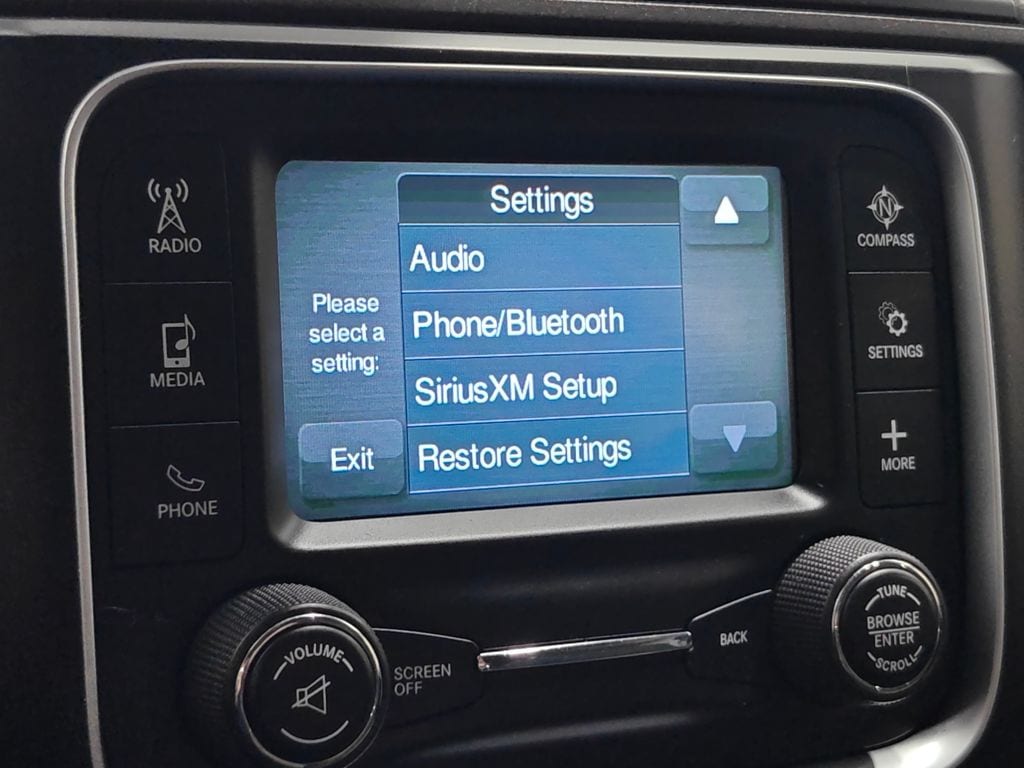 RADIO
MEDIA
PHONE
Settings
Audio
Phone/Bluetooth
SiriusXM Setup
Restore Settings
Please
select a
setting:
Exit
N
COMPASS
SETTINGS
MORE
VOLUME
SCREEN
OFF
BACK
TUNE
BROWSE
ENTER
SCROLL